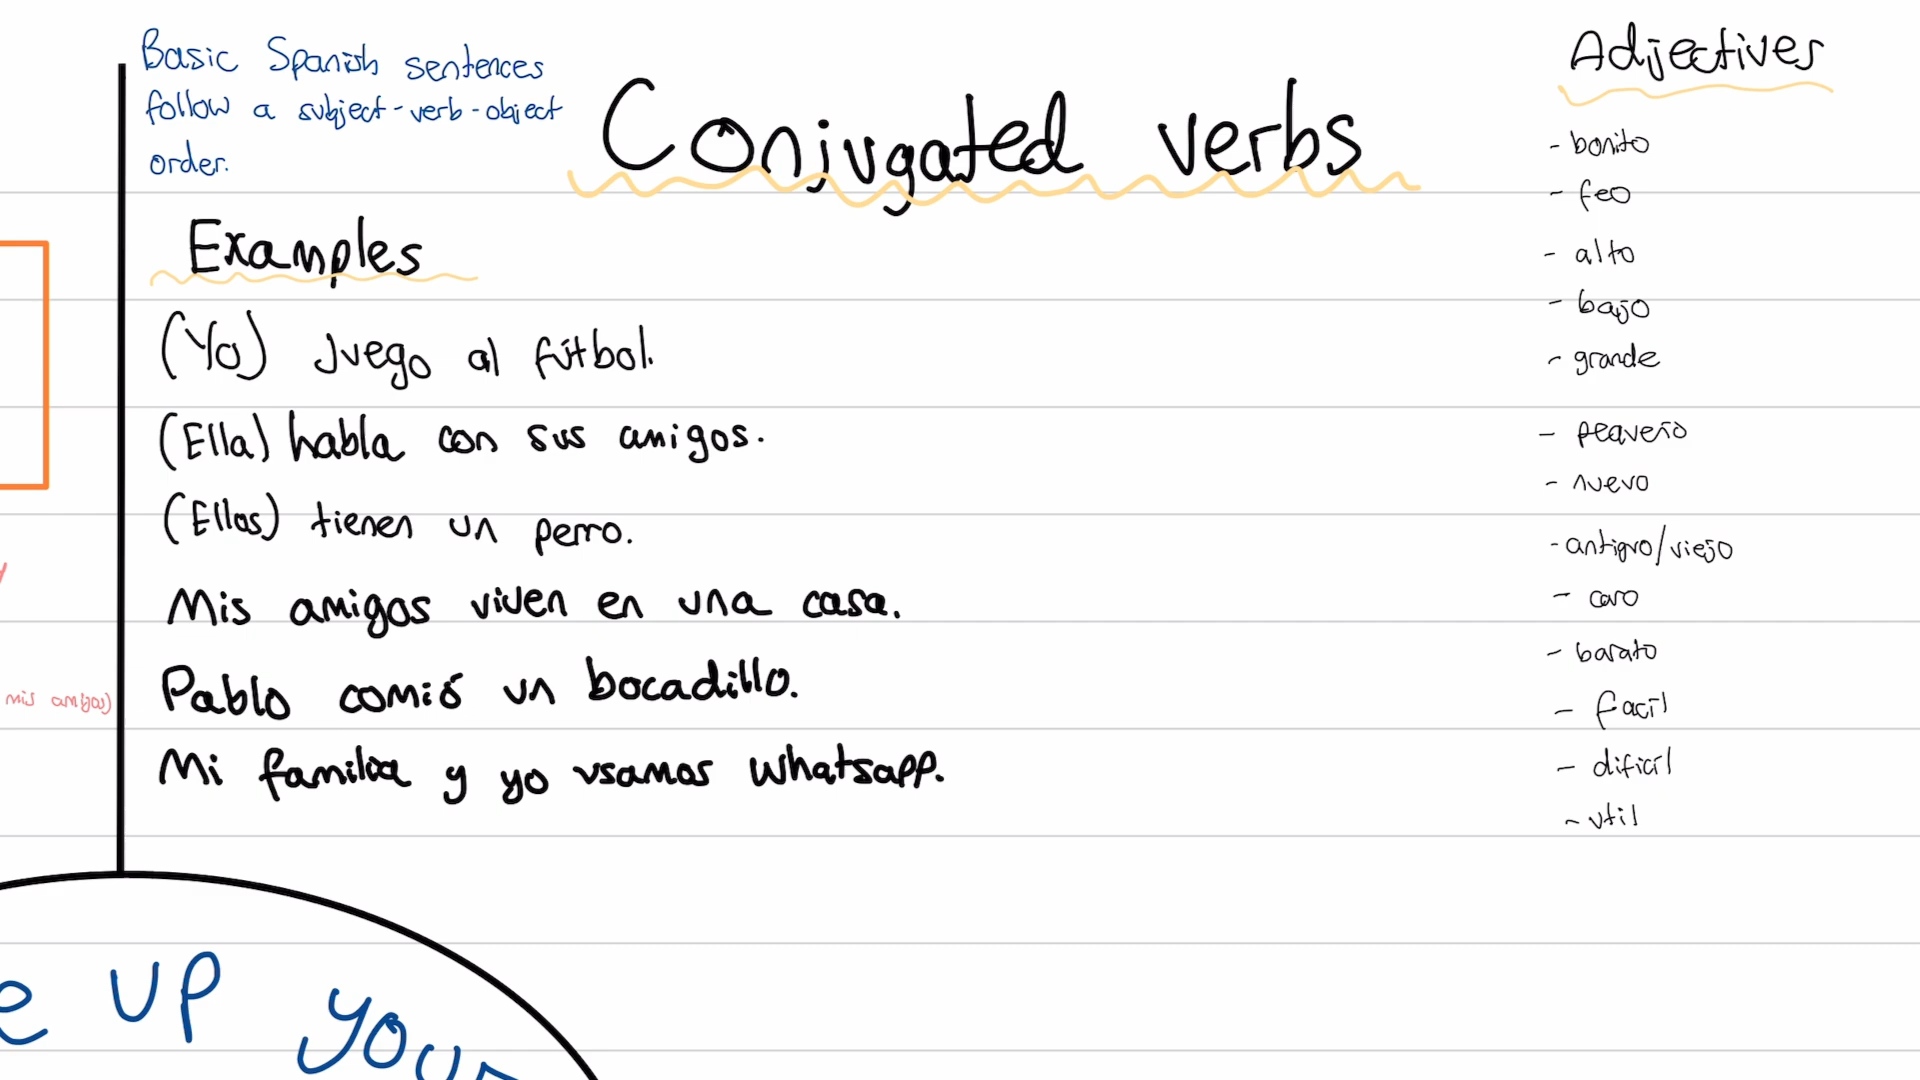 Basic Spanish sentences
follow a subject-verb-object
order.
Conjugated verbs
Examples
(Yo) Juego al fútbol.
(Ella) habla con sus amigos.
(Ellos) tienen un perro.
Mis amigos viven en una casa.
Pablo comió un bocadillo.
Mi familia y yo usamos Whatsapp.
Adjectives
- bonito
- feo
- alto
- bajo
- grande
- pequeño
- nuevo
- antiguo/viejo
- caro
- barato
- facil
- dificil
- util
mis amigos)
up your